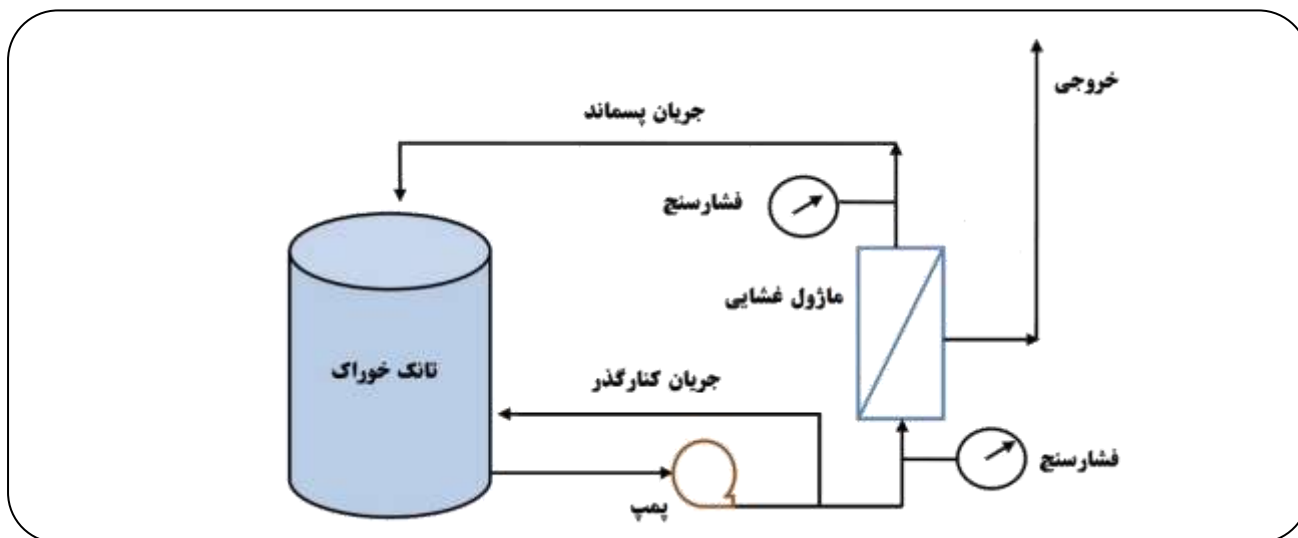 خروجی
جریان پسماند
فشارسنج
ماژول غشایی
تانک خوراک
جریان کنارگذر
فشارسنج
پمپ